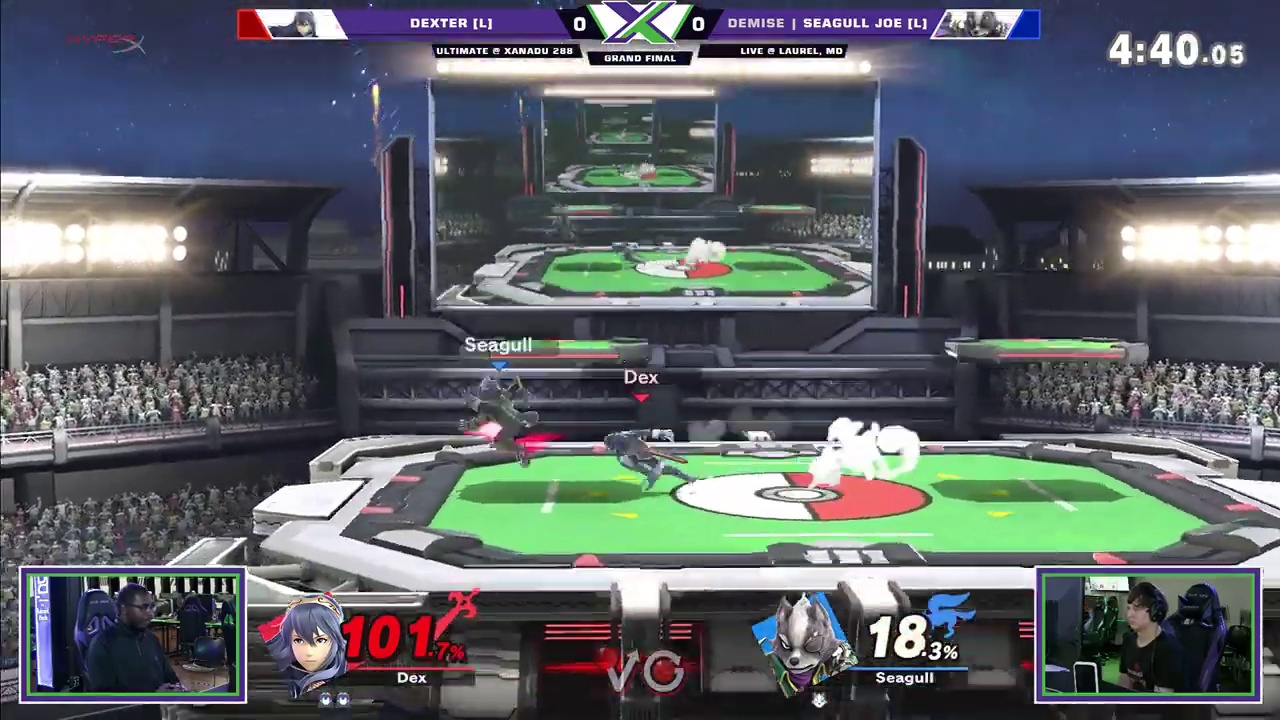 DEXTER [L]
0
0
DEMISE | SEAGULL JOE [L]
HYPERX
ULTIMATE @ XANADU 288
LIVE @ LAUREL, MD
GRAND FINAL
4:40.05
Seagull
Dex
101.7%
Dex
18.3%
Seagull